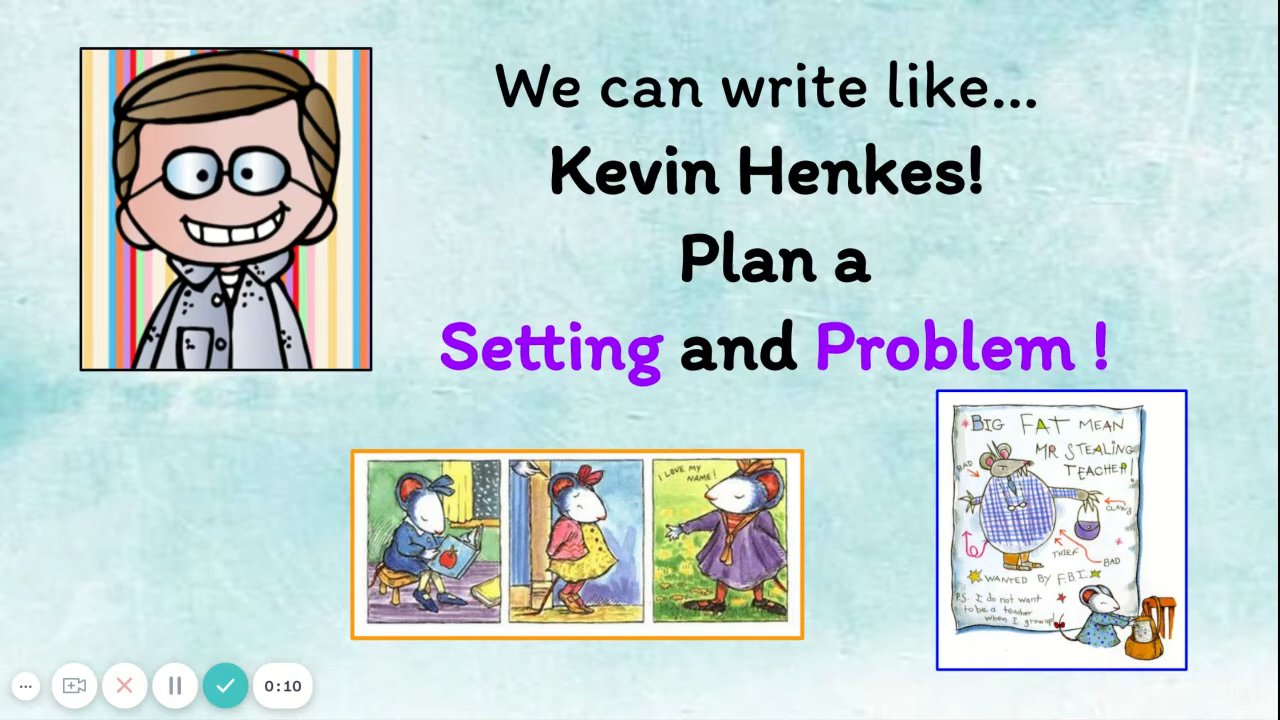 We can write like...
Kevin Henkes!
Plan a
Setting and Problem !
I LOVE MY
NAME!
BIG FAT MEAN
MR STEALING
TEACHER!
BAD
CLAWS
THIEF
BAD
WANTED BY F.B.I.
P.S. I do not want
to be a teacher
when I grow up!
0:10